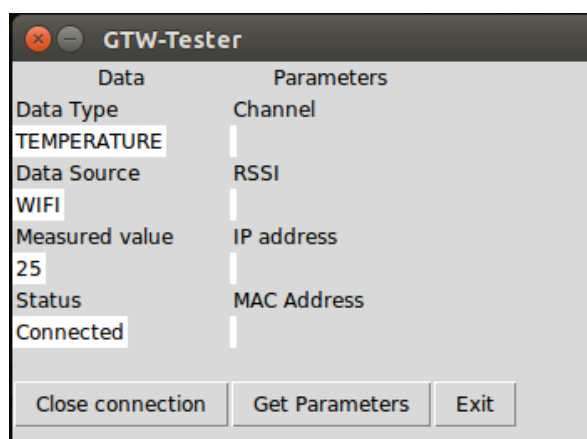 GTW-Tester
Data Parameters
Data Type Channel
TEMPERATURE
Data Source RSSI
WIFI
Measured value IP address
25
Status MAC Address
Connected
Close connection Get Parameters Exit